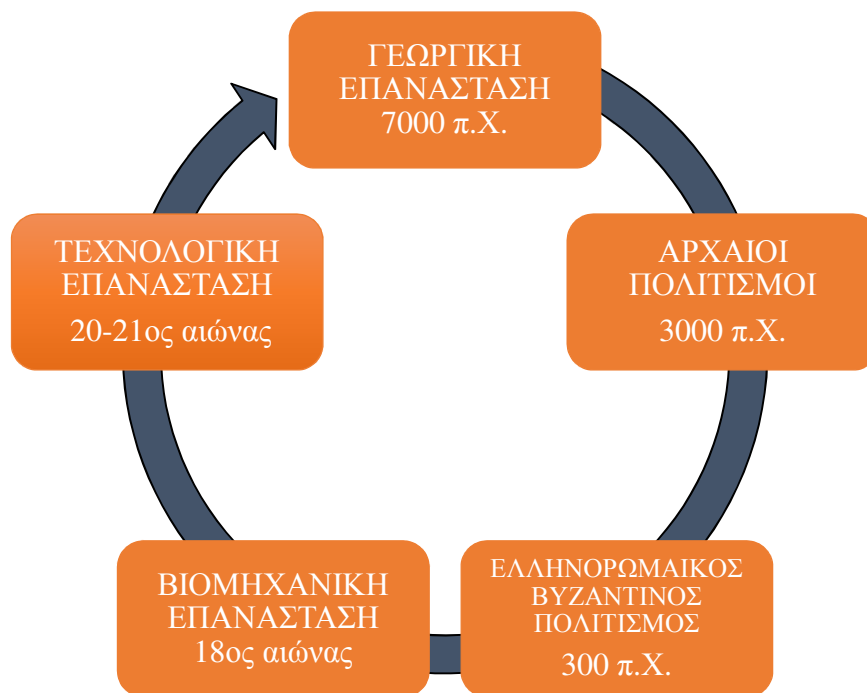 ΓΕΩΡΓΙΚΗ
ΕΠΑΝΑΣΤΑΣΗ
7000 π.Χ.
ΑΡΧΑΙΟΙ
ΠΟΛΙΤΙΣΜΟΙ
3000 π.Χ.
ΕΛΛΗΝΟΡΩΜΑΙΚΟΣ
ΒΥΖΑΝΤΙΝΟΣ
ΠΟΛΙΤΙΣΜΟΣ
300 π.Χ.
ΒΙΟΜΗΧΑΝΙΚΗ
ΕΠΑΝΑΣΤΑΣΗ
18ος αιώνας
ΤΕΧΝΟΛΟΓΙΚΗ
ΕΠΑΝΑΣΤΑΣΗ
20-21ος αιώνας